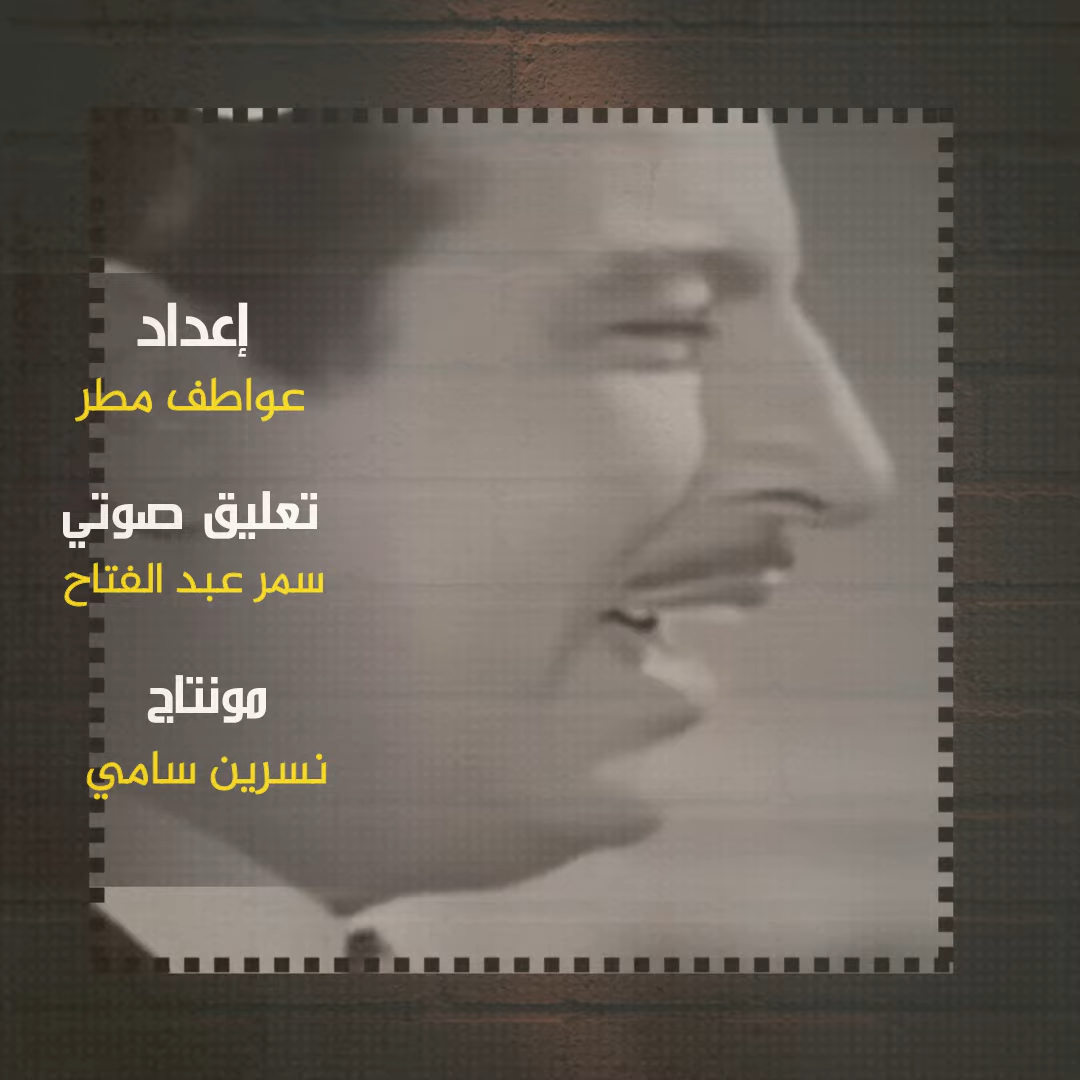 إعداد
عواطف مطر
تعليق صوتي
سمر عبد الفتاح
مونتاج
نسرين سامي